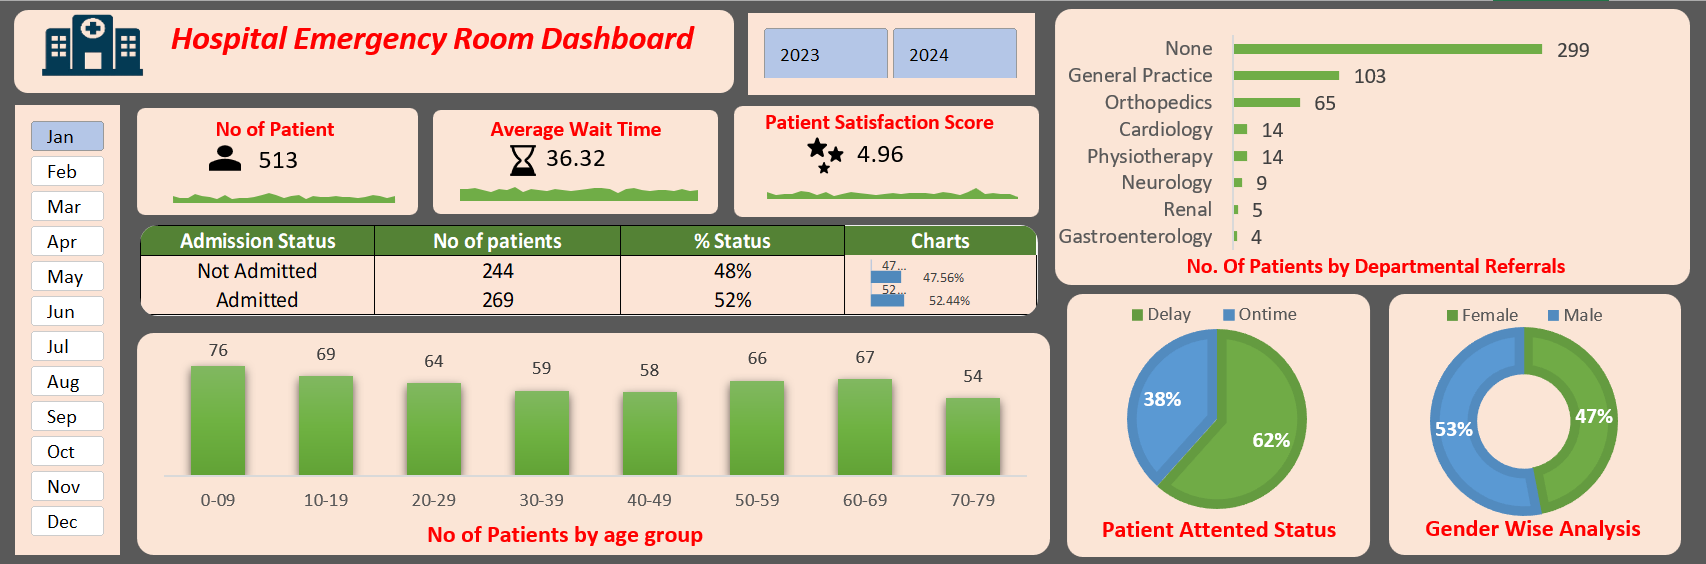 Hospital Emergency Room Dashboard
2023
2024
Jan
Feb
Mar
Apr
May
Jun
Jul
Aug
Sep
Oct
Nov
Dec
No of Patient
513
Average Wait Time
36.32
Patient Satisfaction Score
4.96
Admission Status No of patients % Status Charts
Not Admitted 244 48% 47... 47.56%
Admitted 269 52% 52... 52.44%
76 69 64 59 58 66 67 54
0-09 10-19 20-29 30-39 40-49 50-59 60-69 70-79
No of Patients by age group
None 299
General Practice 103
Orthopedics 65
Cardiology 14
Physiotherapy 14
Neurology 9
Renal 5
Gastroenterology 4
No. Of Patients by Departmental Referrals
Delay Ontime
38%
62%
Patient Attented Status
Female Male
53%
47%
Gender Wise Analysis